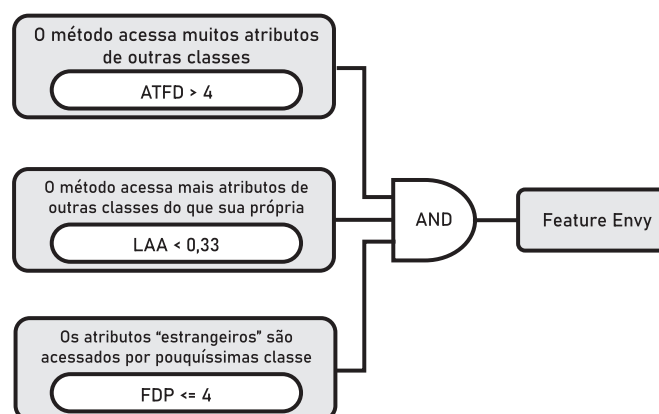 O método acessa muitos atributos
de outras classes
ATFD > 4
O método acessa mais atributos de
outras classes do que sua própria
LAA < 0,33
AND
Feature Envy
Os atributos “estrangeiros” são
acessados por pouquíssimas classe
FDP <= 4